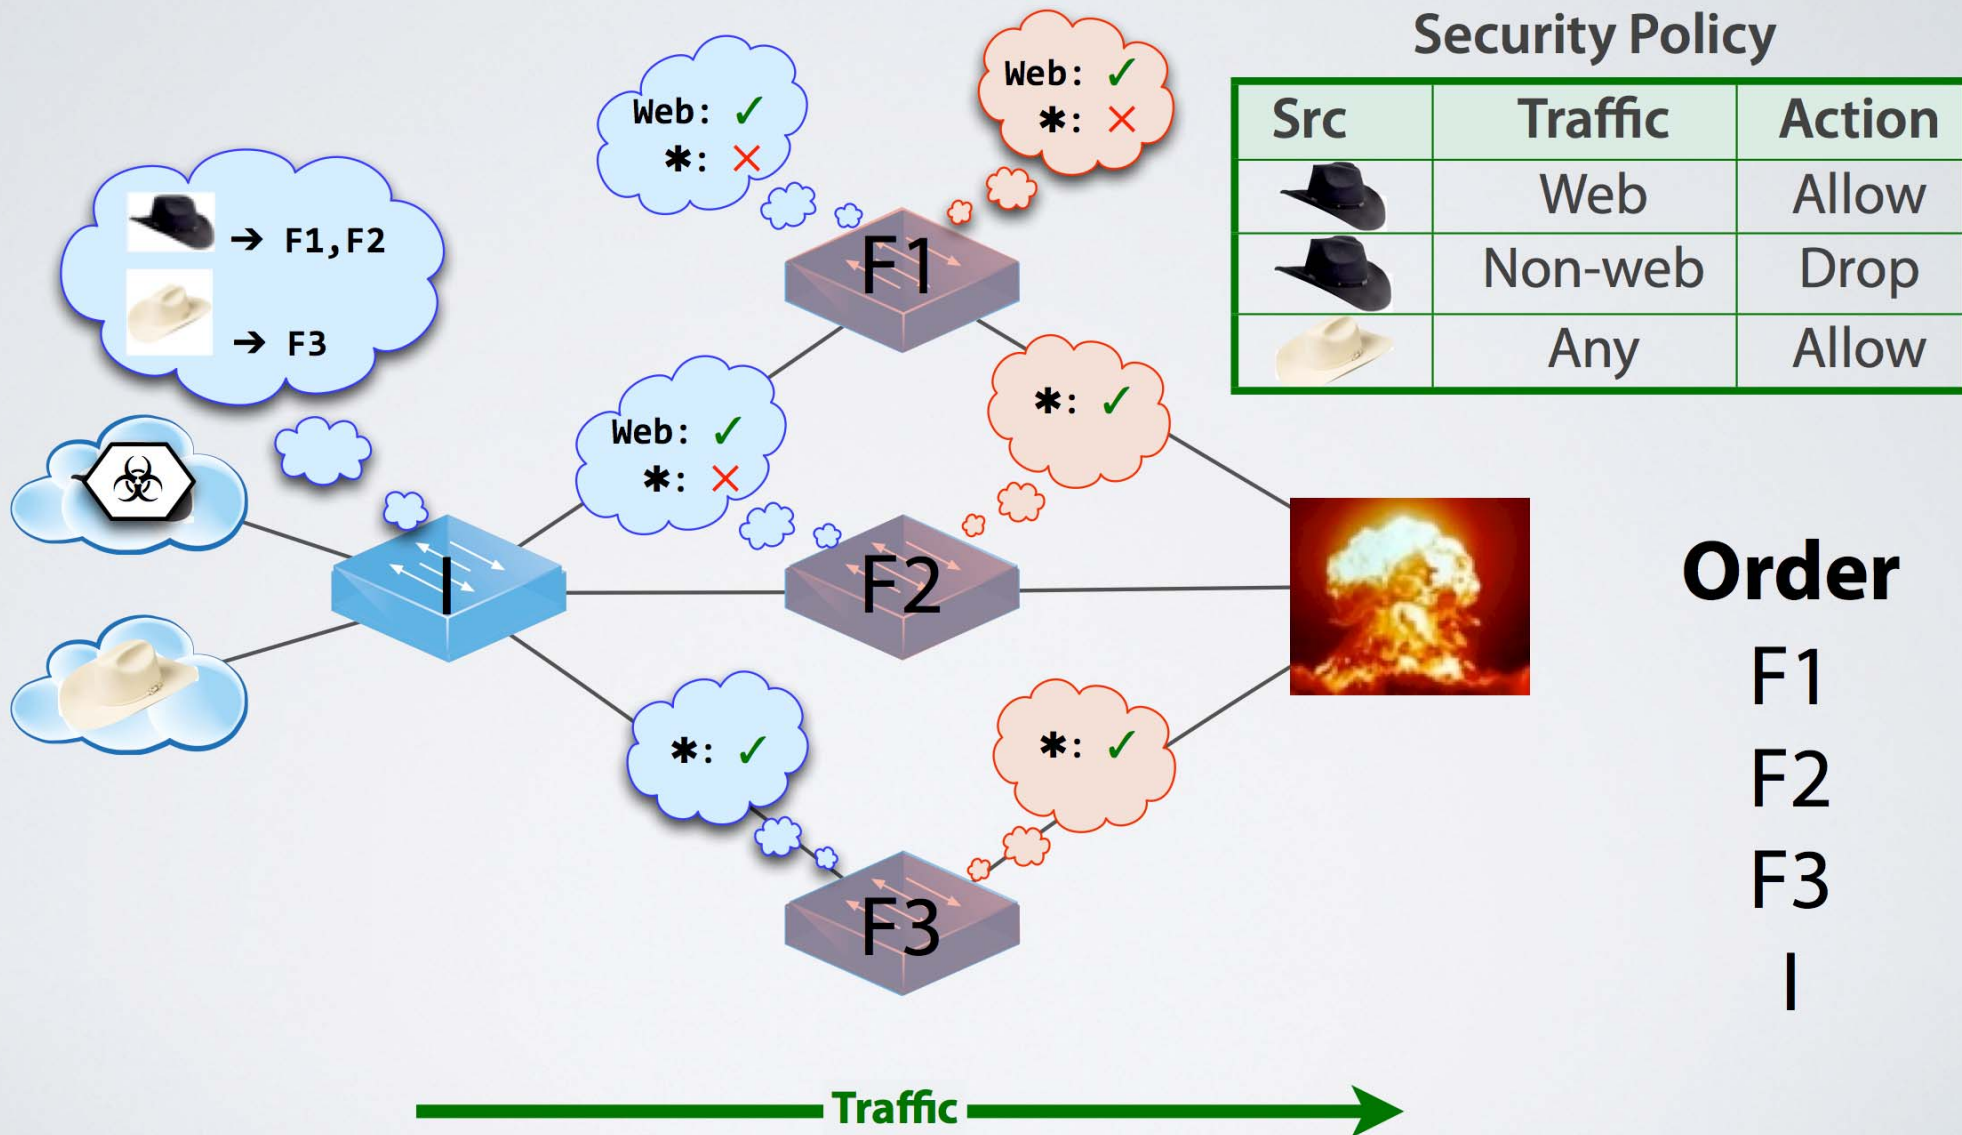 Security Policy
Src Traffic Action
Web Allow
Non-web Drop
Any Allow
Web: ✓
✱: ✕
Web: ✓
✱: ✕
→ F1,F2
→ F3
F1
Web: ✓
✱: ✕
✱: ✓
I
F2
✱: ✓
✱: ✓
F3
Order
F1
F2
F3
I
Traffic